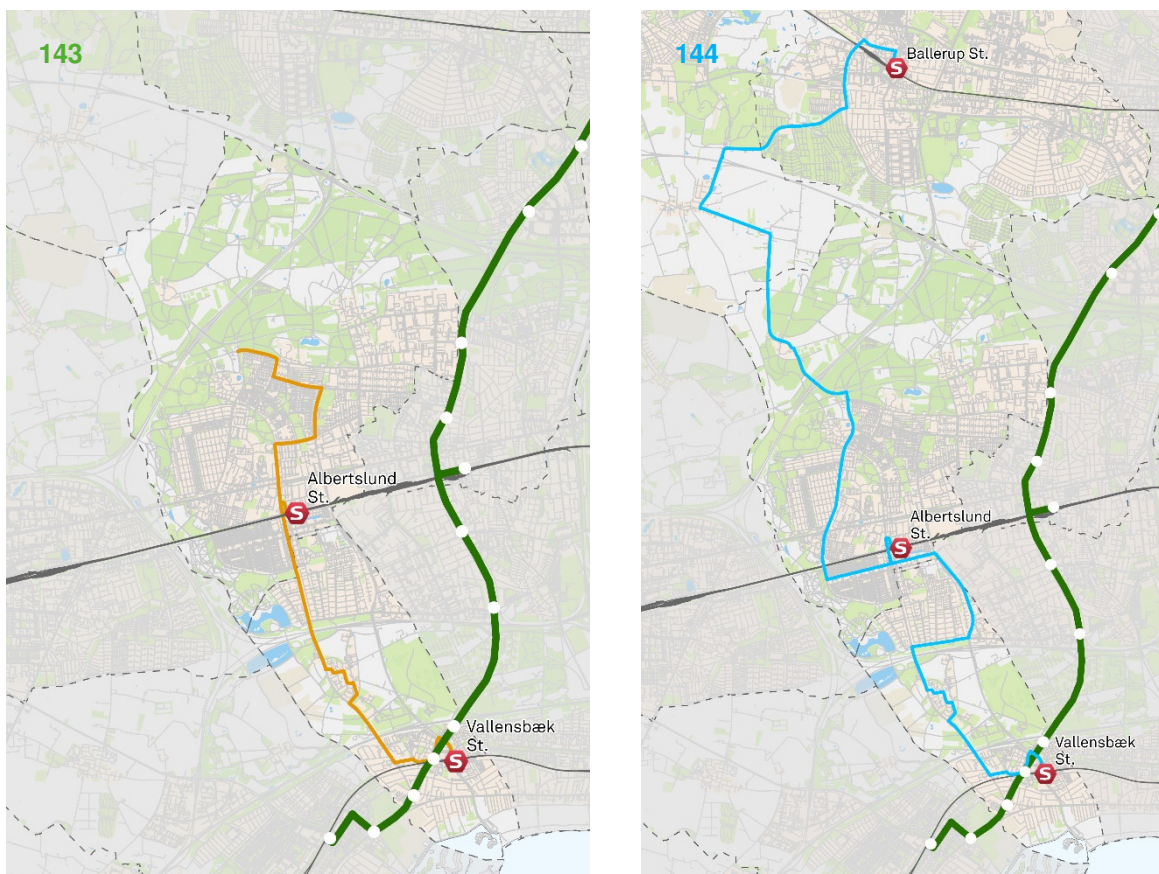 143
Albertslund
St.
S
Vallensbæk
St.
S
144
Ballerup St.
S
Albertslund
St.
S
Vallensbæk
St.
S